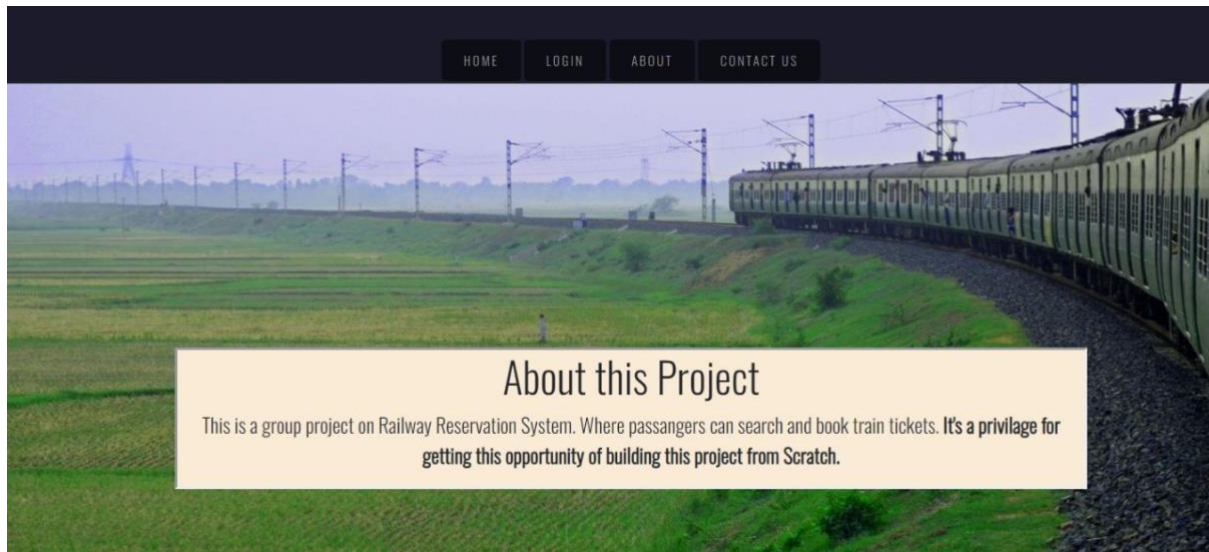 HOME LOGIN ABOUT CONTACT US
About this Project
This is a group project on Railway Reservation System. Where passangers can search and book train tickets. It's a privilage for
getting this opportunity of building this project from Scratch.